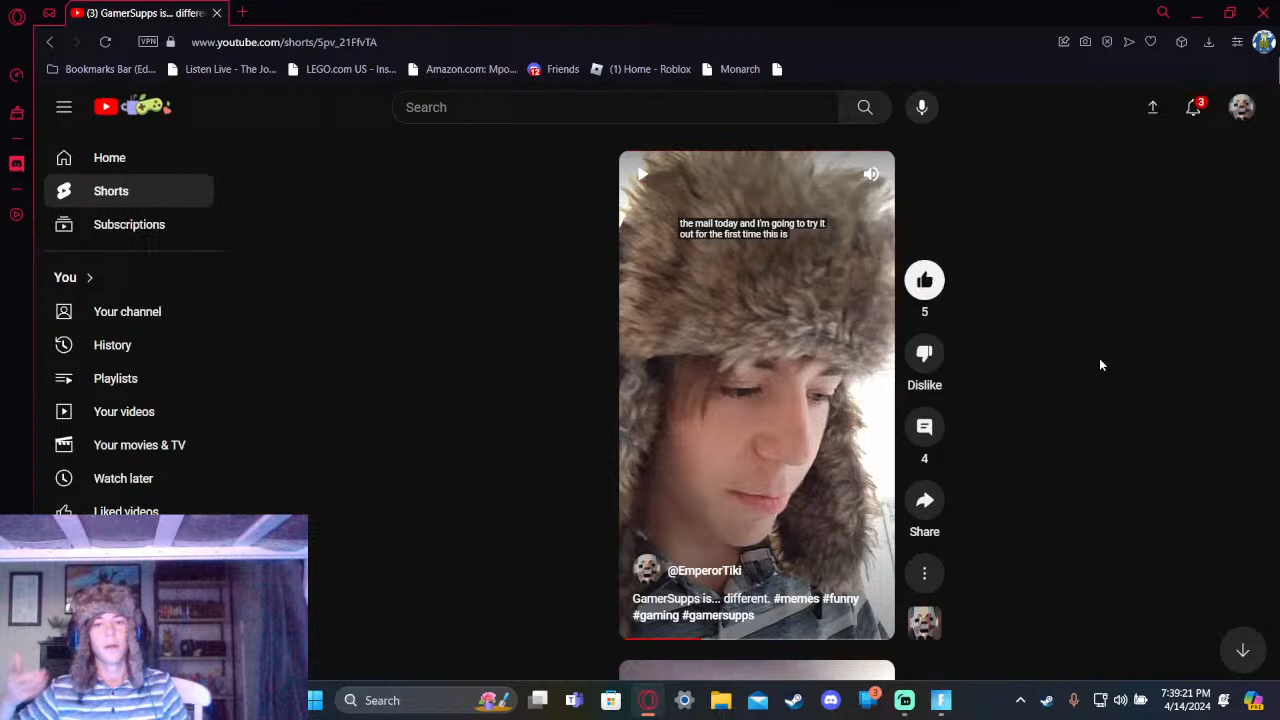 (3) GamerSupps is... differe
VPN
www.youtube.com/shorts/5pv_21FfvTA
Bookmarks Bar (Ed...
Listen Live - The Jo...
LEGO.com US - Ins...
Amazon.com: Mpo...
12
Friends
(1) Home - Roblox
Monarch
Search
3
Home
Shorts
Subscriptions
You
Your channel
History
Playlists
Your videos
Your movies & TV
Watch later
Liked videos
the mail today and I'm going to try it
out for the first time this is
5
Dislike
4
Share
@EmperorTiki
GamerSupps is... different. #memes #funny
#gaming #gamersupps
Search
3
7:39:21 PM
4/14/2024